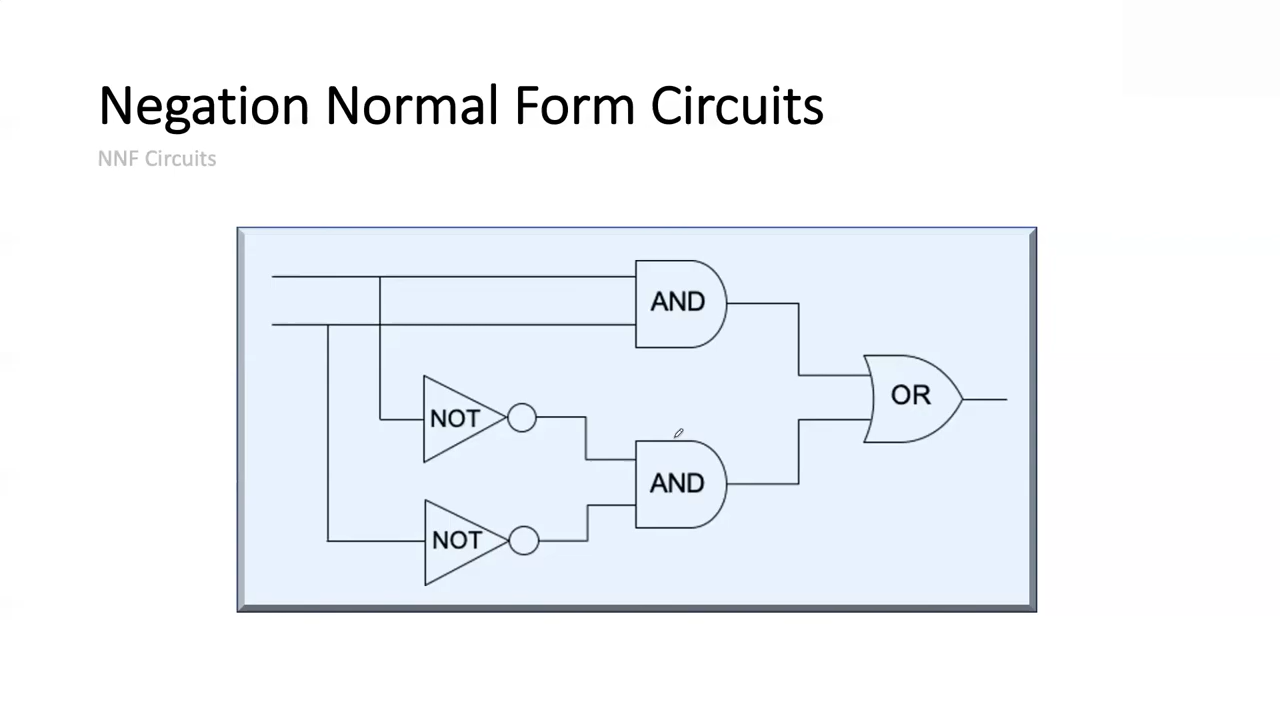 Negation Normal Form Circuits
NNF Circuits
AND
OR
NOT
AND
NOT